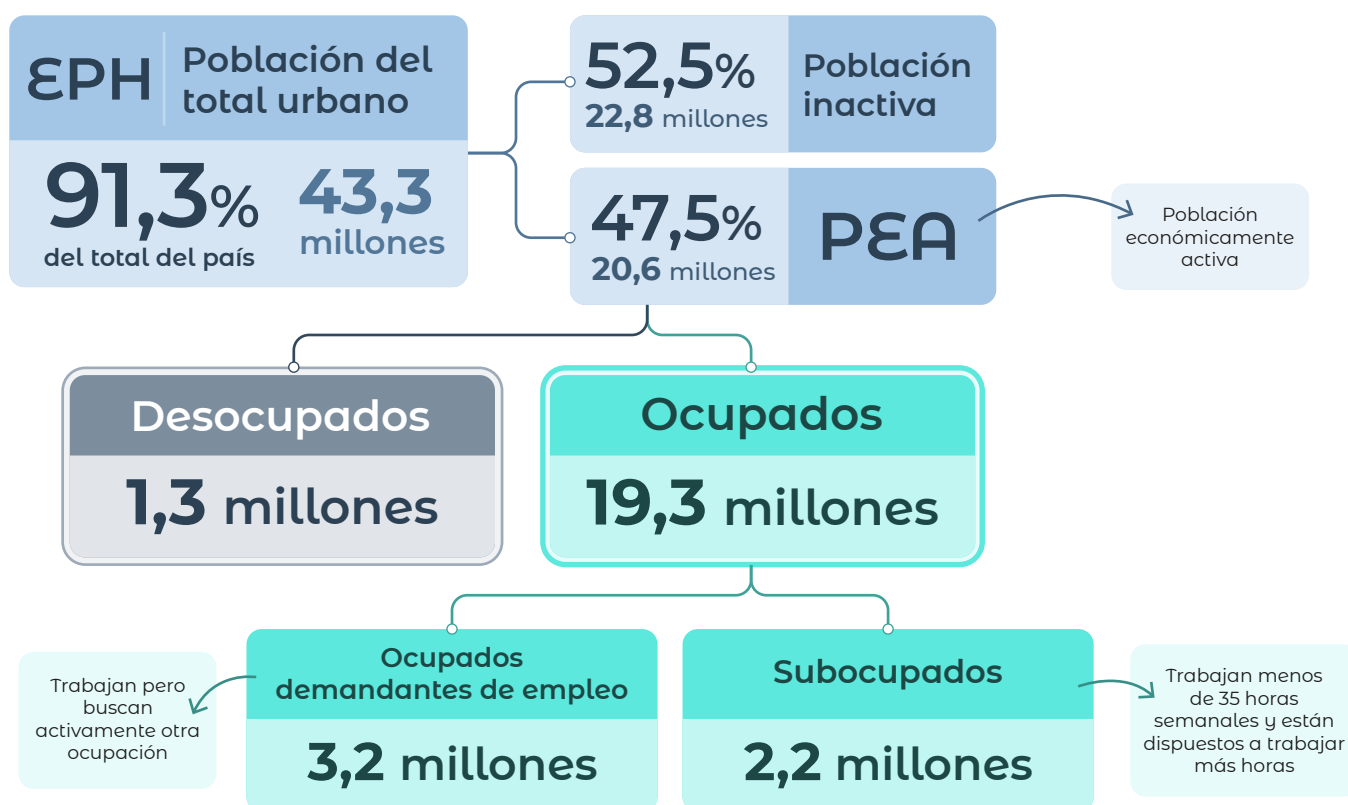 EPH
Población del
total urbano
91,3%
del total del país
43,3
millones
52,5%
22,8 millones
Población
inactiva
47,5%
20,6 millones
PEA
Población
económicamente
activa
Desocupados
1,3 millones
Ocupados
19,3 millones
Trabajan pero
buscan
activamente otra
ocupación
Ocupados
demandantes de empleo
3,2 millones
Subocupados
2,2 millones
Trabajan menos
de 35 horas
semanales y están
dispuestos a trabajar
más horas